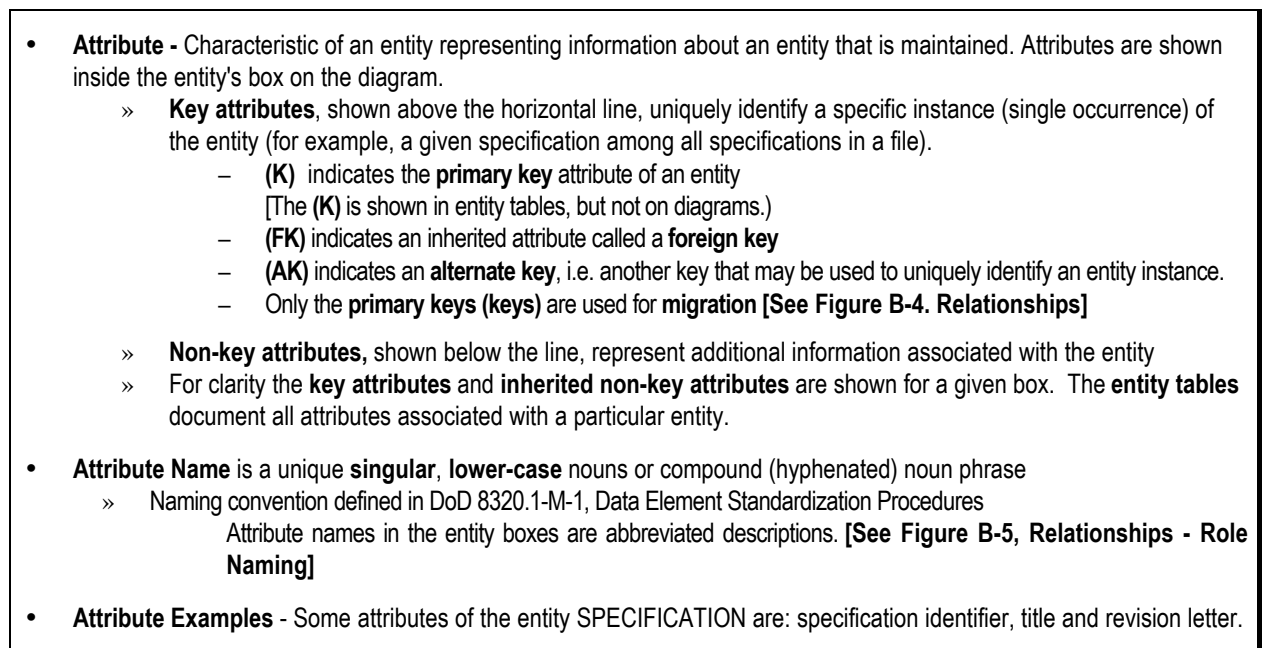 • Attribute - Characteristic of an entity representing information about an entity that is maintained. Attributes are shown
inside the entity's box on the diagram.
» Key attributes, shown above the horizontal line, uniquely identify a specific instance (single occurrence) of
the entity (for example, a given specification among all specifications in a file).
– (K) indicates the primary key attribute of an entity
[The (K) is shown in entity tables, but not on diagrams.)
– (FK) indicates an inherited attribute called a foreign key
– (AK) indicates an alternate key, i.e. another key that may be used to uniquely identify an entity instance.
– Only the primary keys (keys) are used for migration [See Figure B-4. Relationships]
» Non-key attributes, shown below the line, represent additional information associated with the entity
» For clarity the key attributes and inherited non-key attributes are shown for a given box. The entity tables
document all attributes associated with a particular entity.
• Attribute Name is a unique singular, lower-case nouns or compound (hyphenated) noun phrase
» Naming convention defined in DoD 8320.1-M-1, Data Element Standardization Procedures
Attribute names in the entity boxes are abbreviated descriptions. [See Figure B-5, Relationships - Role
Naming]
• Attribute Examples - Some attributes of the entity SPECIFICATION are: specification identifier, title and revision letter.